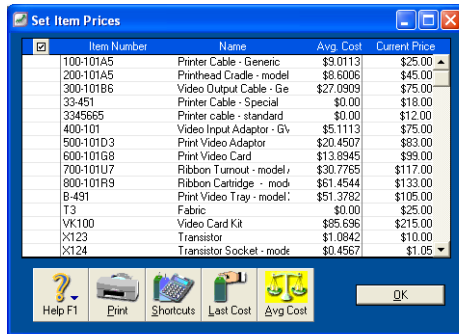 Set Item Prices
Item Number Name Avg. Cost Current Price
100-101A5 Printer Cable - Generic $9.0113 $25.00
200-101A5 Printhead Cradle - model $8.6006 $45.00
300-101B6 Video Output Cable - Ge $27.0909 $75.00
33-451 Printer Cable - Special $0.00 $18.00
3345665 Printer cable - standard $0.00 $12.00
400-101 Video Input Adaptor - GV $5.1113 $75.00
500-101D3 Print Video Adaptor $20.4507 $83.00
600-101G8 Print Video Card $13.8945 $99.00
700-101U7 Ribbon Turnout - model $30.7765 $117.00
800-101R9 Ribbon Cartridge - mod $61.4544 $133.00
B-491 Print Video Tray - model $51.3782 $105.00
T3 Fabric $0.00 $25.00
VK100 Video Card Kit $85.696 $215.00
X123 Transistor $1.0842 $10.00
X124 Transistor Socket - mode $0.4567 $1.05
Help F1 Print Shortcuts Last Cost Avg Cost OK